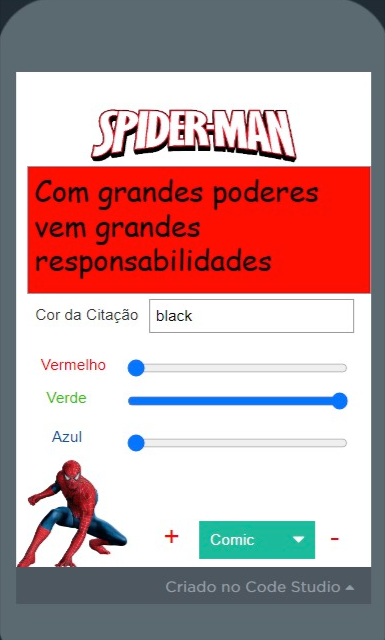 SPIDER-MAN
Com grandes poderes
vem grandes
responsabilidades
Cor da Citação black
Vermelho
Verde
Azul
+ Comic -
Criado no Code Studio